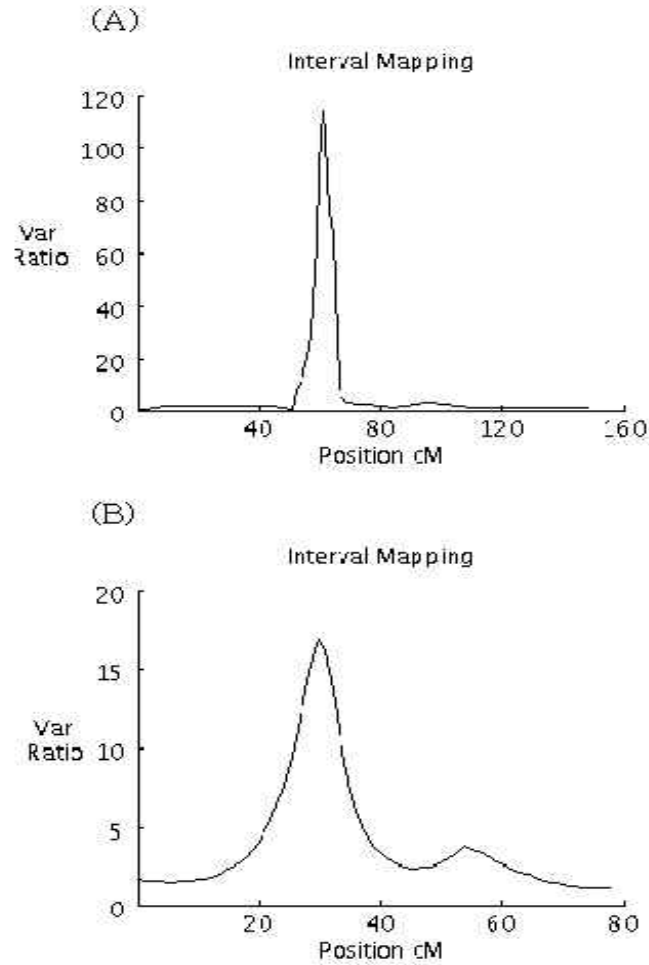 (A)
Interval Mapping
120
100
80
60
40
20
0
Var
Ratio
40 80 120 160
Position cM
(B)
Interval Mapping
20
15
10
5
0
Var
Ratio
20 40 60 80
Position cM